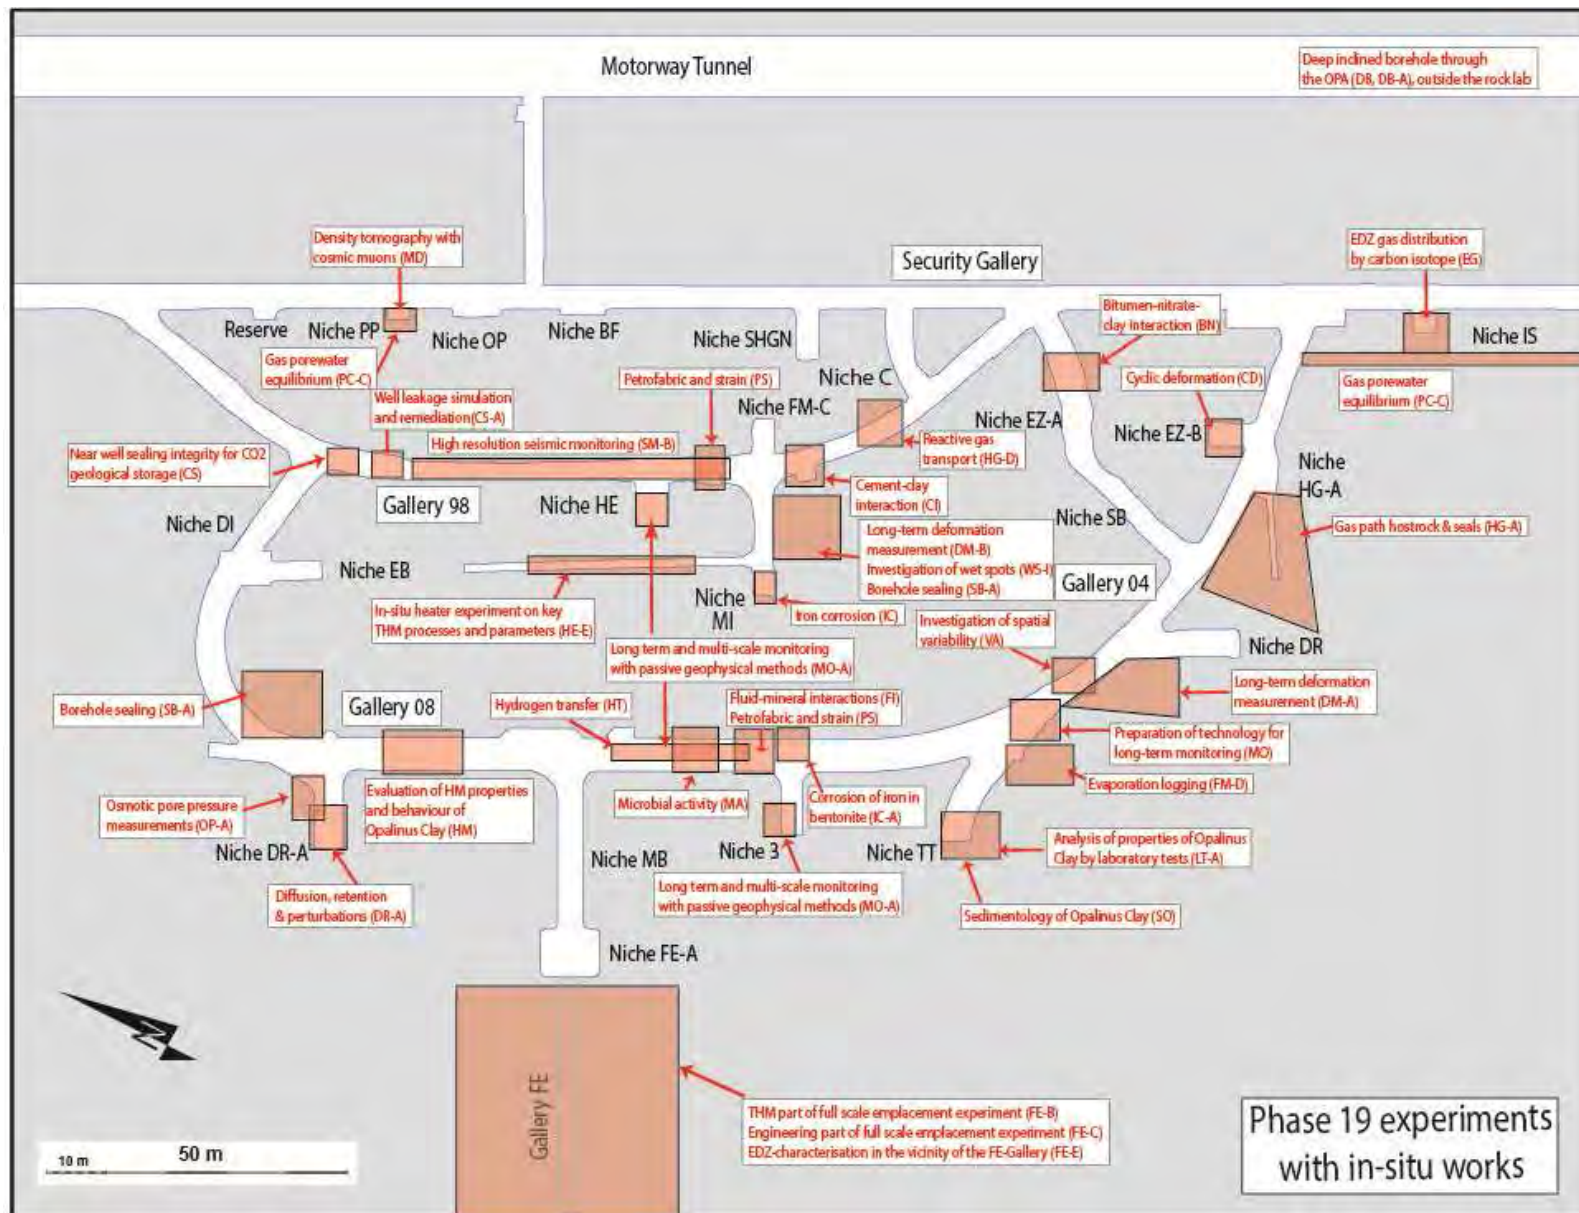 Motorway Tunnel
Deep inclined borehole through
the OPA (DB, DB-A), outside the rock lab
Density tomography with
cosmic muons (MD)
Security Gallery
EDZ gas distribution
by carbon isotope (EG)
Reserve
Niche PP
Niche OP
Niche BF
Niche SHGN
Bitumen-nitrate-
clay interaction (BN)
Niche IS
Gas porewater
equilibrium (PC-C)
Petrofabric and strain (PS)
Niche C
Cyclic deformation (CD)
Gas porewater
equilibrium (PC-C)
Well leakage simulation
and remediation(CS-A)
Niche FM-C
Niche EZ-A
Niche EZ-B
High resolution seismic monitoring (SM-B)
Near well sealing integrity for CO2
geological storage (CS)
Reactive gas
transport (HG-D)
Niche
HG-A
Gallery 98
Niche HE
Cement-clay
interaction (CI)
Niche DI
Niche SB
Long-term deformation
measurement (DM-B)
Investigation of wet spots (WS-I)
Borehole sealing (SB-A)
Gas path hostrock & seals (HG-A)
Niche EB
Gallery 04
Niche
MI
In-situ heater experiment on key
THM processes and parameters (HE-E)
Iron corrosion (IC)
Investigation of spatial
variability (VA)
Niche DR
Long term and multi-scale monitoring
with passive geophysical methods (MO-A)
Borehole sealing (SB-A)
Gallery 08
Hydrogen transfer (HT)
Fluid-mineral interactions (FI)
Petrofabric and strain (PS)
Long-term deformation
measurement (DM-A)
Preparation of technology for
long-term monitoring (MO)
Evaporation logging (FM-D)
Osmotic pore pressure
measurements (OP-A)
Evaluation of HM properties
and behaviour of
Opalinus Clay (HM)
Microbial activity (MA)
Corrosion of iron in
bentonite (IC-A)
Niche DR-A
Niche MB
Niche 3
Niche TT
Analysis of properties of Opalinus
Clay by laboratory tests (LT-A)
Diffusion, retention
& perturbations (DR-A)
Long term and multi-scale monitoring
with passive geophysical methods (MO-A)
Sedimentology of Opalinus Clay (SO)
Niche FE-A
N
Gallery FE
THM part of full scale emplacement experiment (FE-B)
Engineering part of full scale emplacement experiment (FE-C)
EDZ-characterisation in the vicinity of the FE-Gallery (FE-E)
10 m
50 m
Phase 19 experiments
with in-situ works